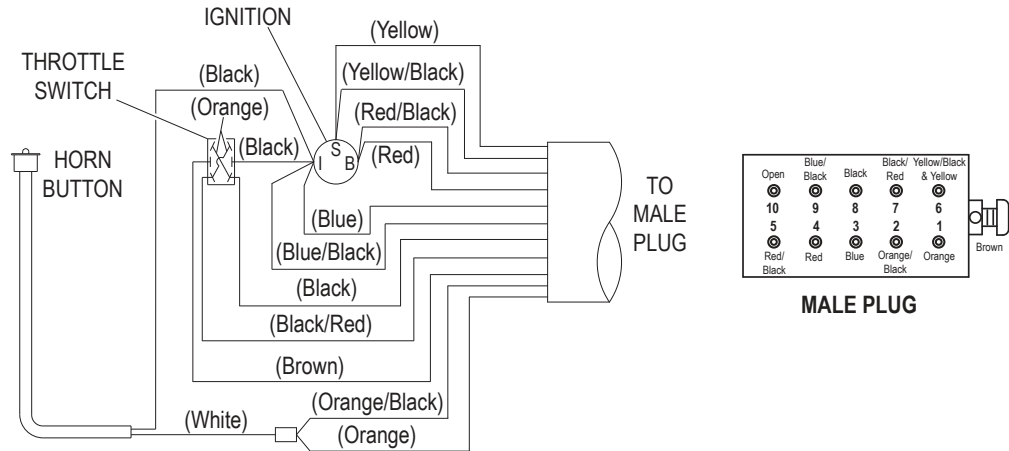 IGNITION
(Yellow)
THROTTLE
SWITCH
(Black)
(Yellow/Black)
(Orange)
(Red/Black)
(Black)
S
I
B
(Red)
HORN
BUTTON
(Blue)
(Blue/Black)
(Black)
(Black/Red)
(Brown)
(Orange/Black)
(White)
(Orange)
TO
MALE
PLUG
Open
Blue/
Black
Black
Black/
Red
Yellow/Black
& Yellow
10 9 8 7 6
5 4 3 2 1
Red/
Black
Red
Blue
Orange/
Black
Orange
Brown
MALE PLUG